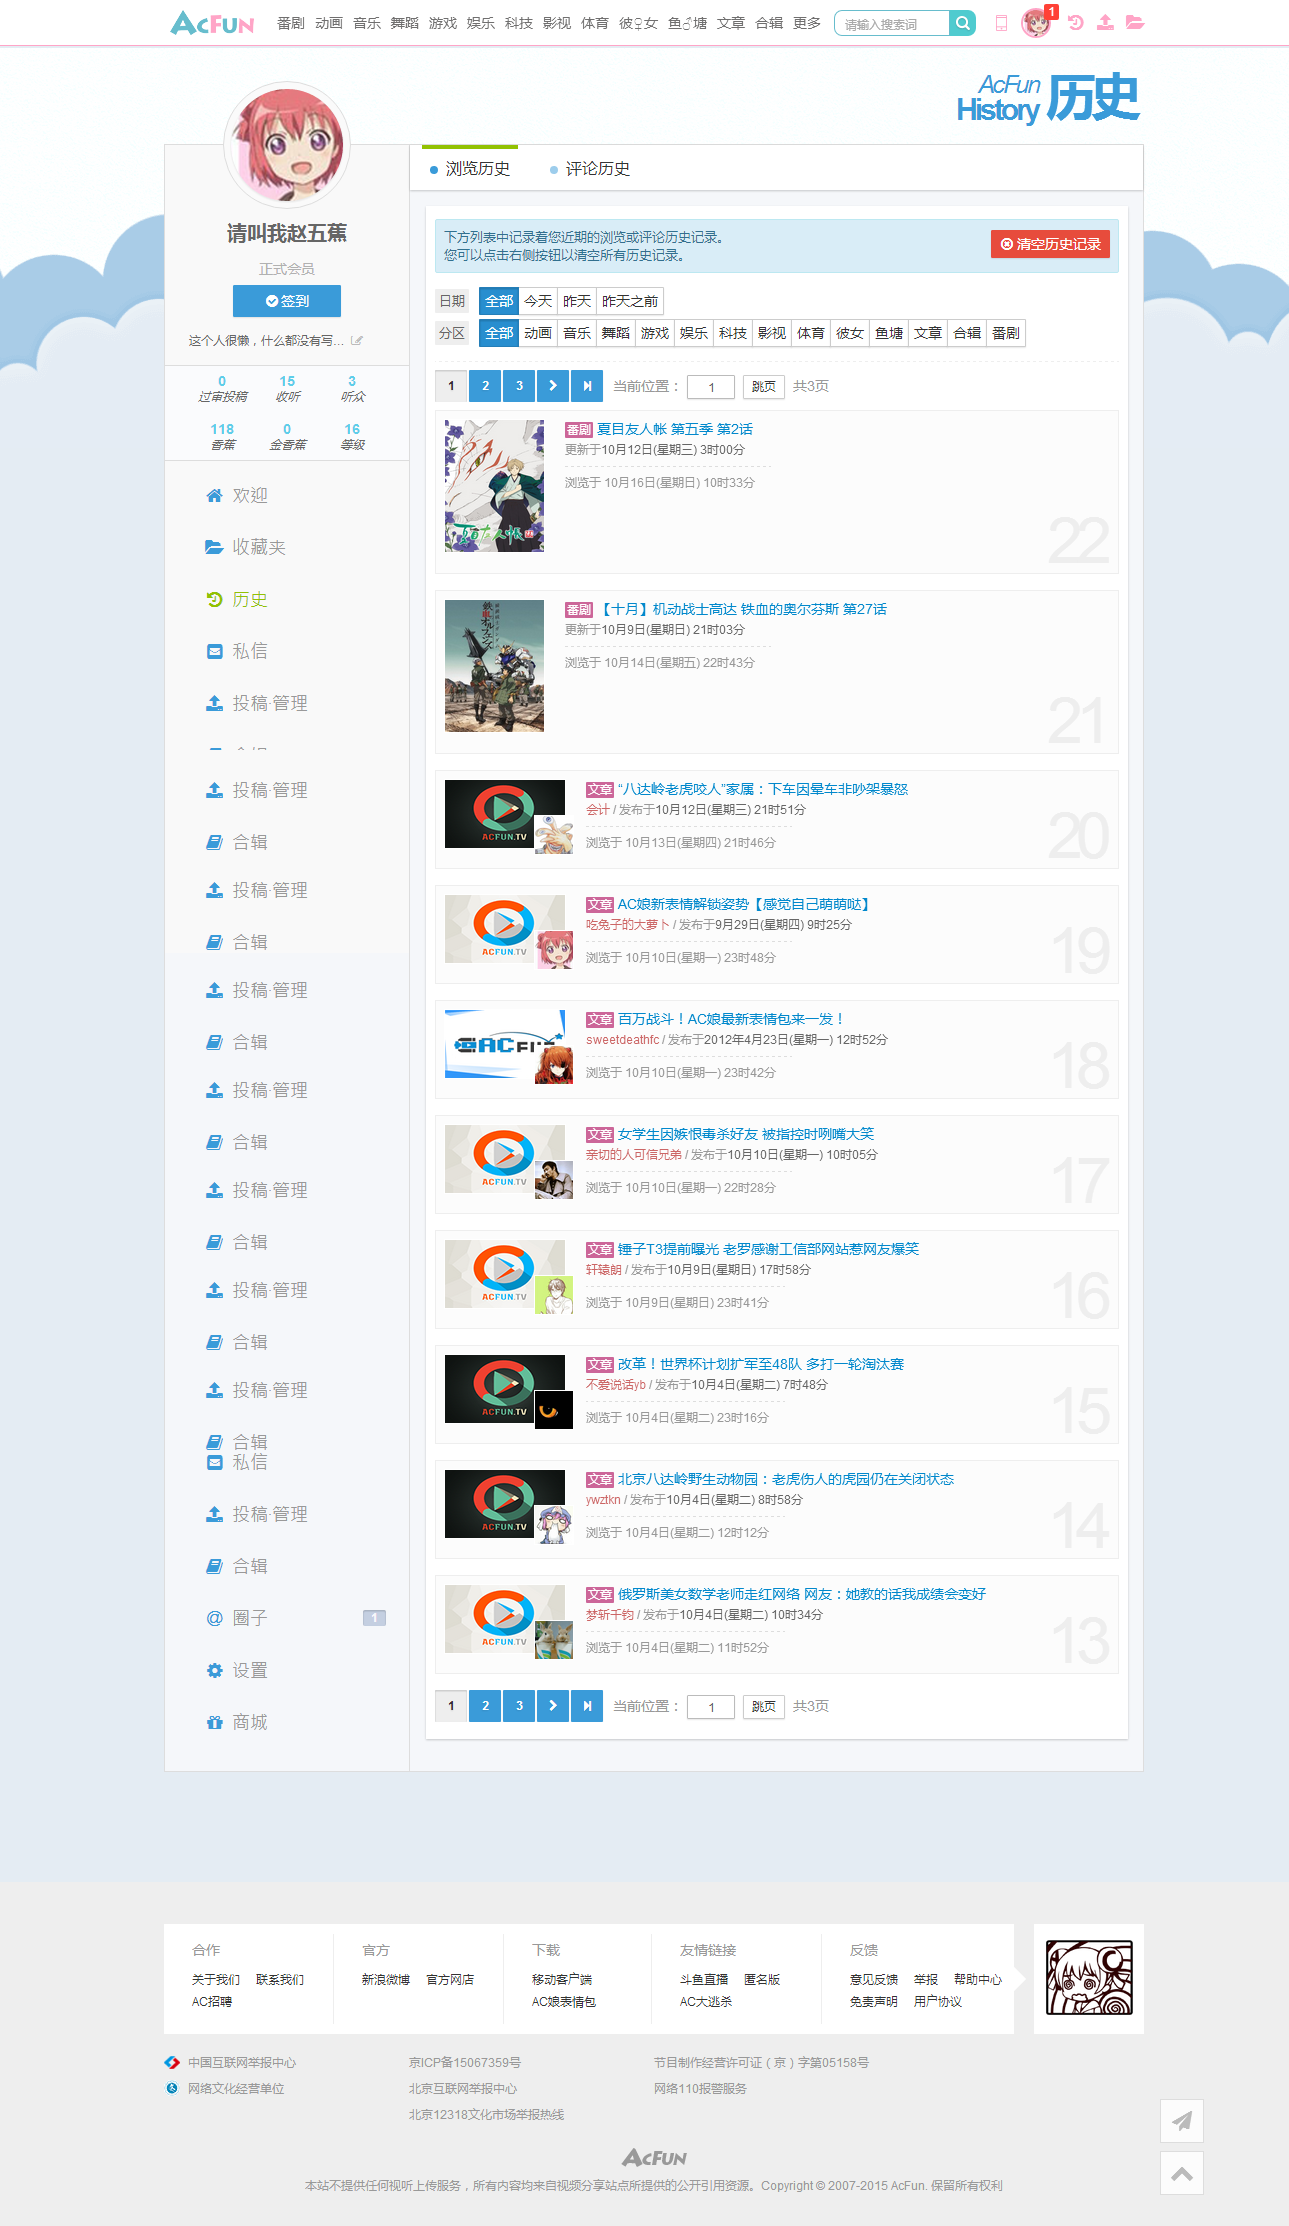 AcFun 番剧 动画 音乐 舞蹈 游戏 娱乐 科技 影视 体育 彼♀女 鱼♂塘 文章 合辑 更多 请输入搜索词 1
AcFun
History 历史
请叫我赵五蕉
正式会员
签到
这个人很懒，什么都没有写...
0 15 3
过审投稿 收听 听众
118 0 16
香蕉 金香蕉 等级
欢迎
收藏夹
历史
私信
投稿·管理
投稿·管理
合辑
投稿·管理
合辑
投稿·管理
合辑
投稿·管理
合辑
投稿·管理
合辑
投稿·管理
合辑
投稿·管理
合辑
私信
投稿·管理
合辑
圈子 1
设置
商城
浏览历史 评论历史
下方列表中记录着您近期的浏览或评论历史记录。
您可以点击右侧按钮以清空所有历史记录。
清空历史记录
日期 全部 今天 昨天 昨天之前
分区 全部 动画 音乐 舞蹈 游戏 娱乐 科技 影视 体育 彼女 鱼塘 文章 合辑 番剧
1 2 3 当前位置： 1 跳页 共3页
番剧 夏目友人帐 第五季 第2话
更新于10月12日(星期三) 3时00分
浏览于 10月16日(星期日) 10时33分
22
番剧 【十月】机动战士高达 铁血的奥尔芬斯 第27话
更新于10月9日(星期日) 21时03分
浏览于 10月14日(星期五) 22时43分
21
ACFUN.TV
文章 “八达岭老虎咬人”家属：下车因晕车非吵架暴怒
会计 / 发布于10月12日(星期三) 21时51分
浏览于 10月13日(星期四) 21时46分
20
ACFUN.TV
文章 AC娘新表情解锁姿势【感觉自己萌萌哒】
吃兔子的大萝卜 / 发布于9月29日(星期四) 9时25分
浏览于 10月10日(星期一) 23时48分
19
文章 百万战斗！AC娘最新表情包来一发！
sweetdeathfc / 发布于2012年4月23日(星期一) 12时52分
浏览于 10月10日(星期一) 23时42分
18
ACFUN.TV
文章 女学生因嫉恨毒杀好友 被指控时咧嘴大笑
亲切的人可信兄弟 / 发布于10月10日(星期一) 10时05分
浏览于 10月10日(星期一) 22时28分
17
ACFUN.TV
文章 锤子T3提前曝光 老罗感谢工信部网站惹网友爆笑
轩辕朗 / 发布于10月9日(星期日) 17时58分
浏览于 10月9日(星期日) 23时41分
16
ACFUN.TV
文章 改革！世界杯计划扩军至48队 多打一轮淘汰赛
不爱说话yb / 发布于10月4日(星期二) 7时48分
浏览于 10月4日(星期二) 23时16分
15
ACFUN.TV
文章 北京八达岭野生动物园：老虎伤人的虎园仍在关闭状态
ywztkn / 发布于10月4日(星期二) 8时58分
浏览于 10月4日(星期二) 12时12分
14
ACFUN.TV
文章 俄罗斯美女数学老师走红网络 网友：她教的话我成绩会变好
梦斩千钧 / 发布于10月4日(星期二) 10时34分
浏览于 10月4日(星期二) 11时52分
13
1 2 3 当前位置： 1 跳页 共3页
合作 官方 下载 友情链接 反馈
关于我们 联系我们 新浪微博 官方网店 移动客户端 斗鱼直播 匿名版 意见反馈 举报 帮助中心
AC招聘 AC娘表情包 AC大逃杀 免责声明 用户协议
中国互联网举报中心 京ICP备15067359号 节目制作经营许可证（京）字第05158号
网络文化经营单位 北京互联网举报中心 网络110报警服务
北京12318文化市场举报热线
AcFun
本站不提供任何视听上传服务，所有内容均来自视频分享站点所提供的公开引用资源。Copyright © 2007-2015 AcFun. 保留所有权利